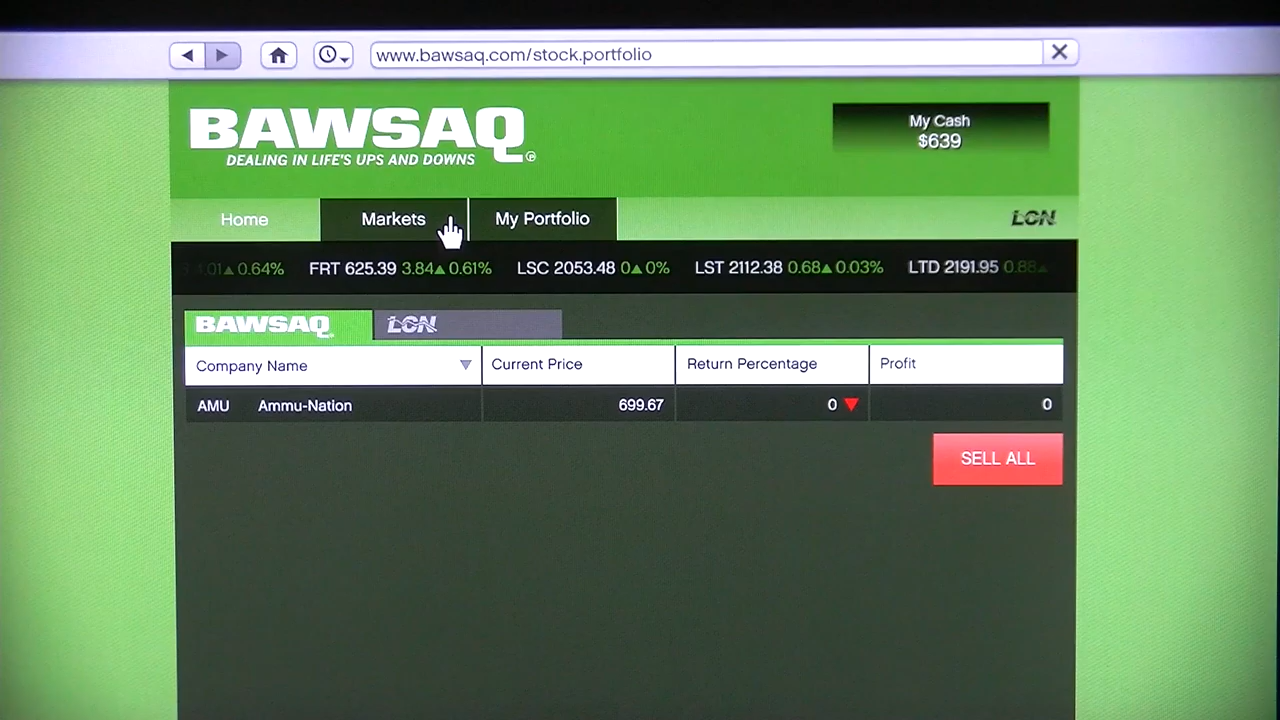 www.bawsaq.com/stock.portfolio
BAWSAQ
DEALING IN LIFE'S UPS AND DOWNS
My Cash
$639
Home Markets My Portfolio LCN
0.64% FRT 625.39 3.84▲0.61% LSC 2053.48 0▲0% LST 2112.38 0.68▲0.03% LTD 2191.95 0.88▲
BAWSAQ LCN
Company Name Current Price Return Percentage Profit
AMU Ammu-Nation 699.67 0 0
SELL ALL